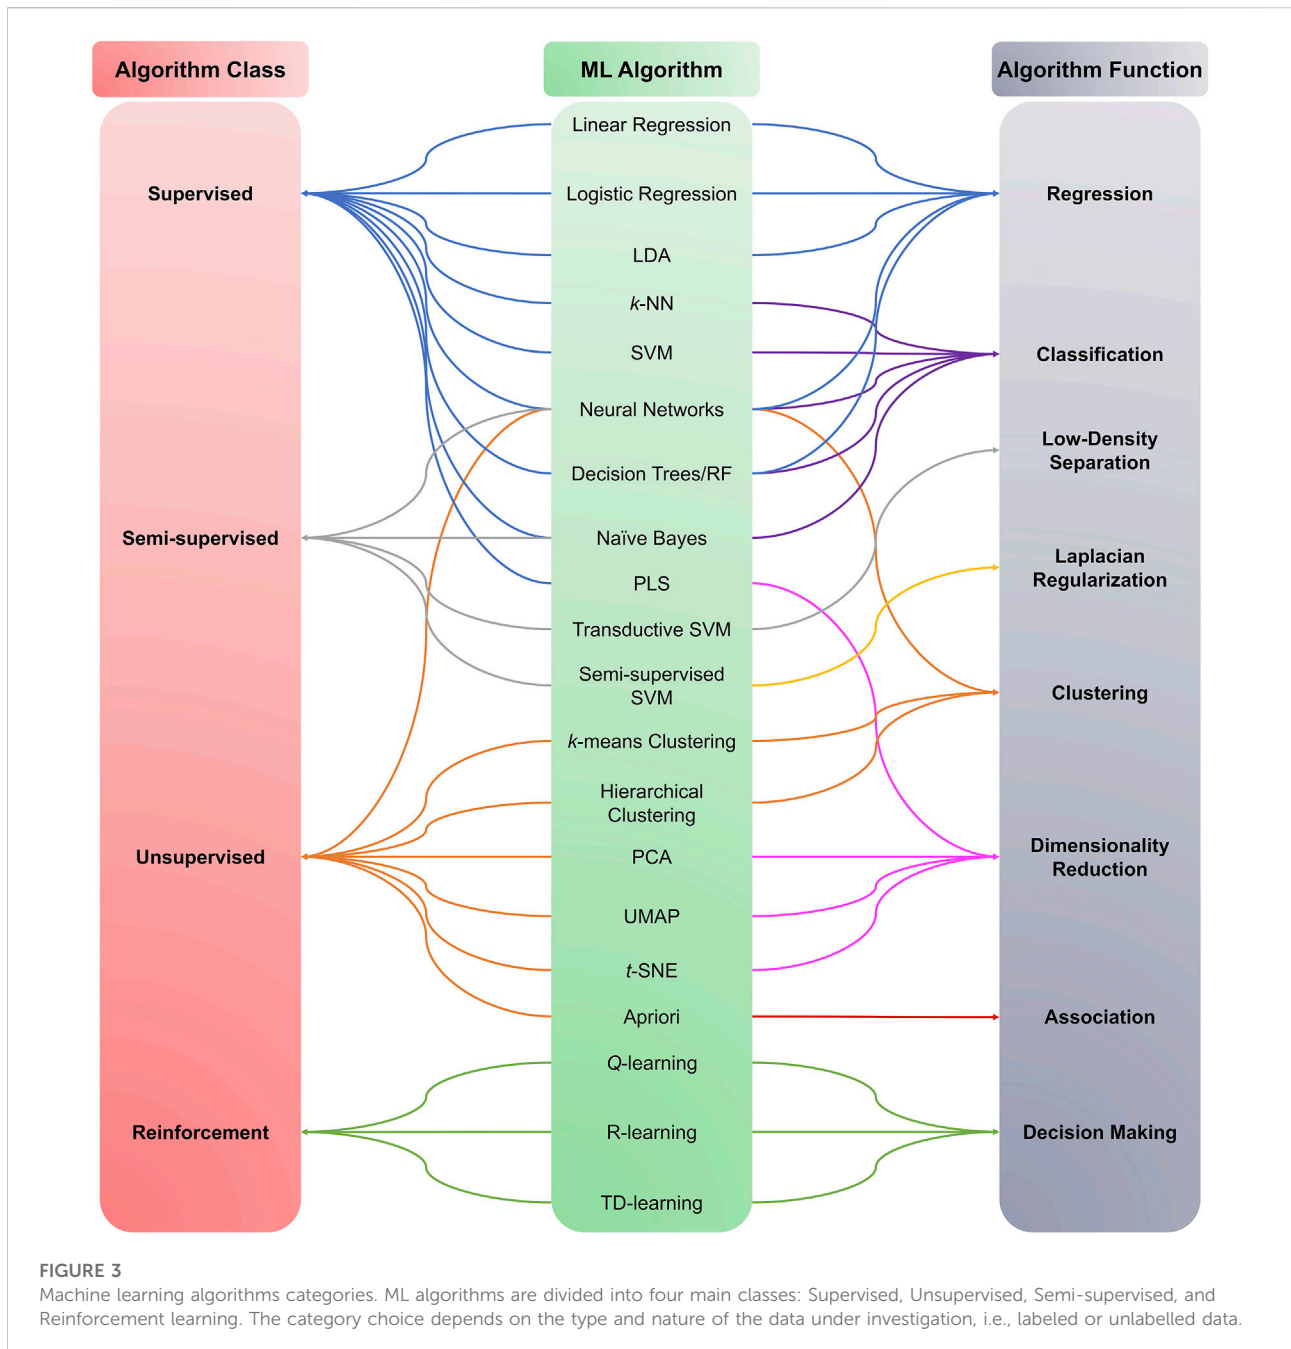 Algorithm Class
ML Algorithm
Algorithm Function
Supervised
Semi-supervised
Unsupervised
Reinforcement
Linear Regression
Logistic Regression
LDA
k-NN
SVM
Neural Networks
Decision Trees/RF
Naïve Bayes
PLS
Transductive SVM
Semi-supervised
SVM
k-means Clustering
Hierarchical
Clustering
PCA
UMAP
t-SNE
Apriori
Q-learning
R-learning
TD-learning
Regression
Classification
Low-Density
Separation
Laplacian
Regularization
Clustering
Dimensionality
Reduction
Association
Decision Making
FIGURE 3
Machine learning algorithms categories. ML algorithms are divided into four main classes: Supervised, Unsupervised, Semi-supervised, and
Reinforcement learning. The category choice depends on the type and nature of the data under investigation, i.e., labeled or unlabelled data.